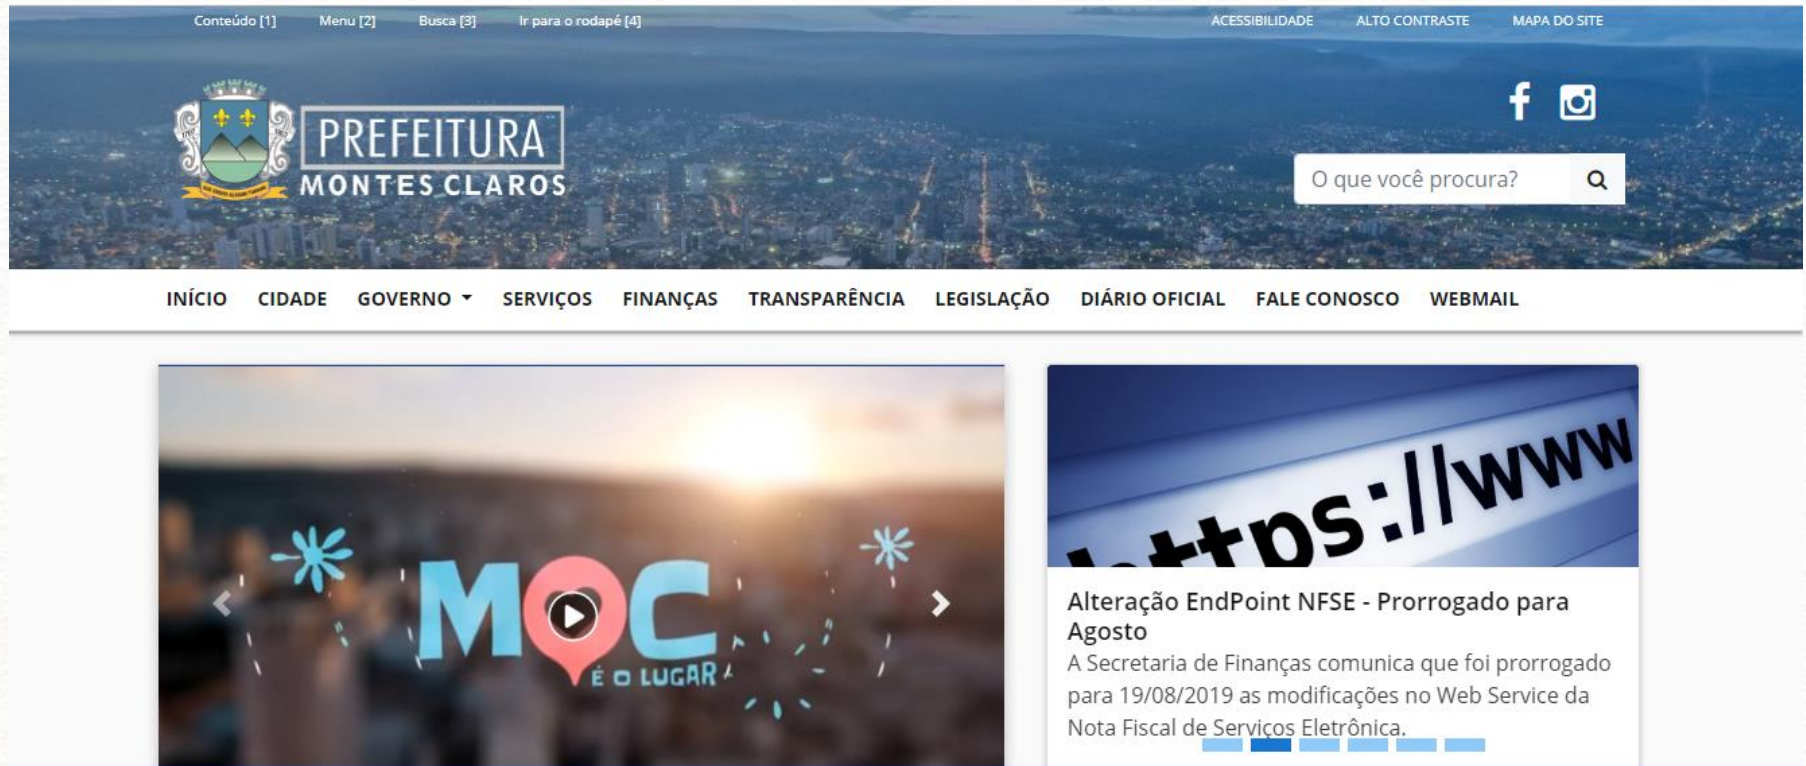 Conteúdo [1] Menu [2] Busca [3] Ir para o rodapé [4] ACESSIBILIDADE ALTO CONTRASTE MAPA DO SITE
PREFEITURA
MONTES CLAROS
O que você procura?
INÍCIO CIDADE GOVERNO SERVIÇOS FINANÇAS TRANSPARÊNCIA LEGISLAÇÃO DIÁRIO OFICIAL FALE CONOSCO WEBMAIL
MOC
É O LUGAR
https://www
Alteração EndPoint NFSE - Prorrogado para
Agosto
A Secretaria de Finanças comunica que foi prorrogado
para 19/08/2019 as modificações no Web Service da
Nota Fiscal de Serviços Eletrônica.